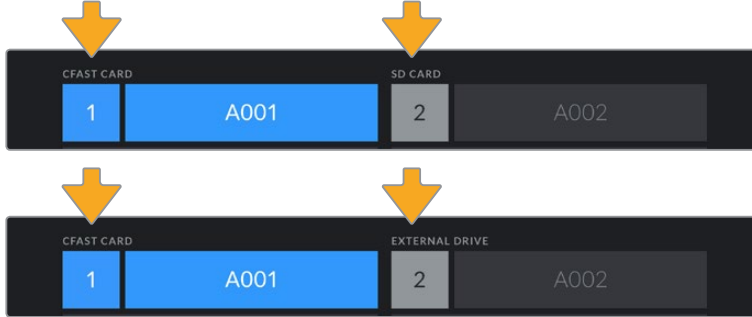 CFAST CARD SD CARD
1 A001 2 A002
CFAST CARD EXTERNAL DRIVE
1 A001 2 A002